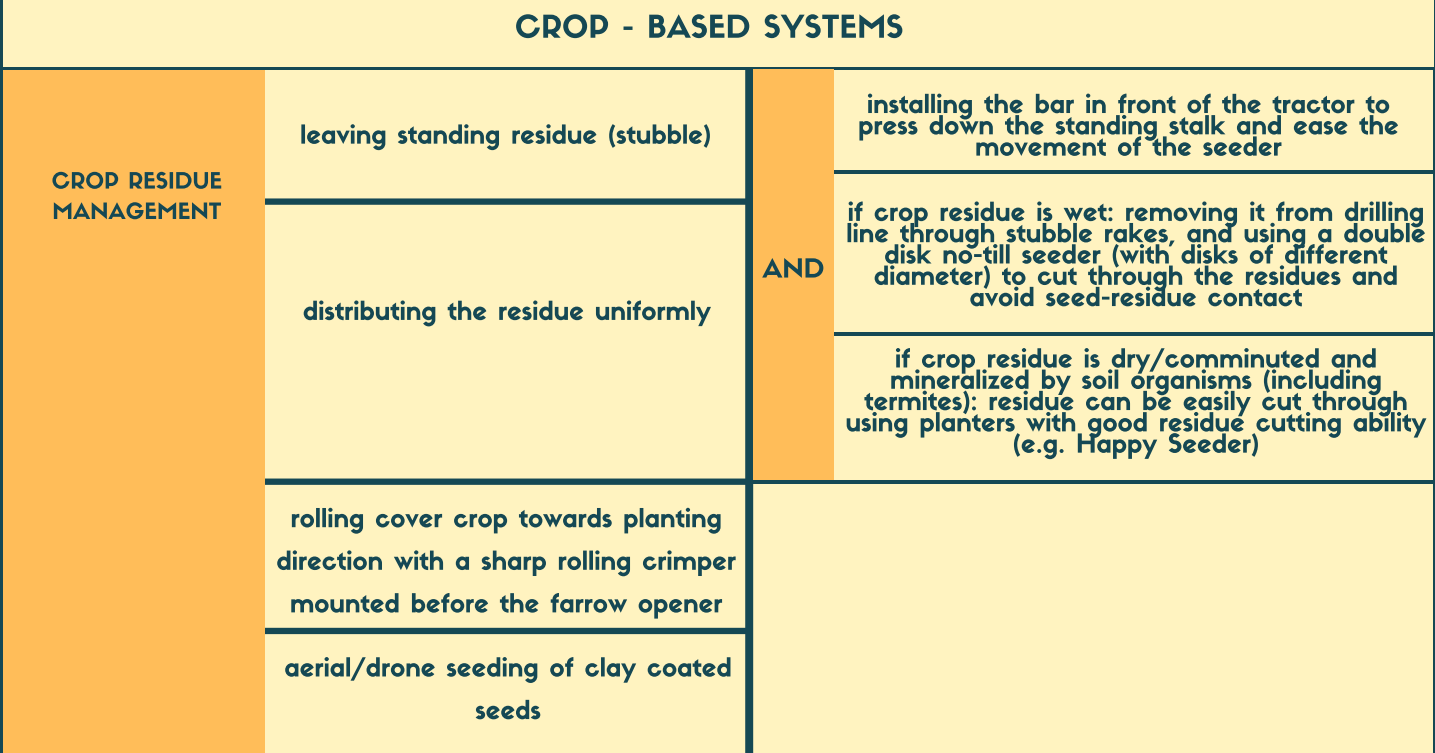 CROP - BASED SYSTEMS
CROP RESIDUE
MANAGEMENT
leaving standing residue (stubble)
distributing the residue uniformly
rolling cover crop towards planting
direction with a sharp rolling crimper
mounted before the farrow opener
aerial/drone seeding of clay coated
seeds
AND
installing the bar in front of the tractor to
press down the standing stalk and ease the
movement of the seeder
if crop residue is wet: removing it from drilling
line through stubble rakes, and using a double
disk no-till seeder (with disks of different
diameter) to cut through the residues and
avoid seed-residue contact
if crop residue is dry/comminuted and
mineralized by soil organisms (including
termites): residue can be easily cut through
using planters with good residue cutting ability
(e.g. Happy Seeder)